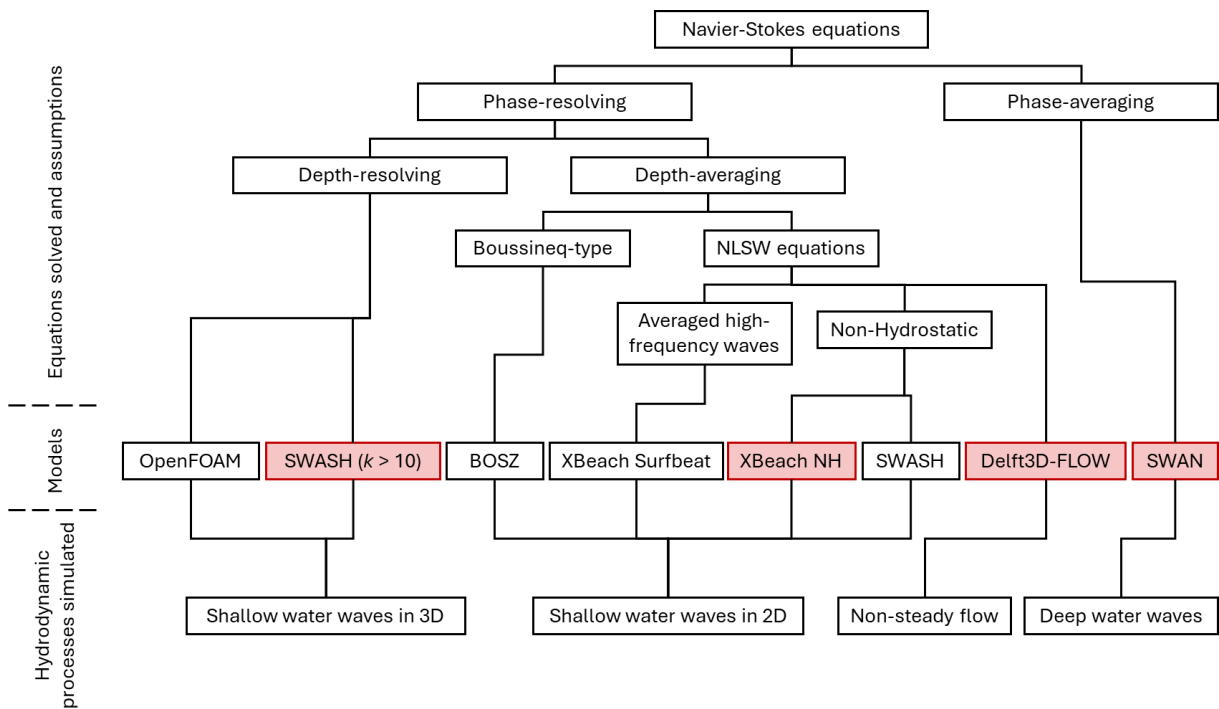 Navier-Stokes equations
Phase-resolving
Phase-averaging
Depth-resolving
Depth-averaging
Boussineq-type
NLSW equations
Averaged high-
frequency waves
Non-Hydrostatic
Equations solved and assumptions
Models
OpenFOAM
SWASH (k > 10)
BOSZ
XBeach Surfbeat
XBeach NH
SWASH
Delft3D-FLOW
SWAN
Hydrodynamic
processes simulated
Shallow water waves in 3D
Shallow water waves in 2D
Non-steady flow
Deep water waves